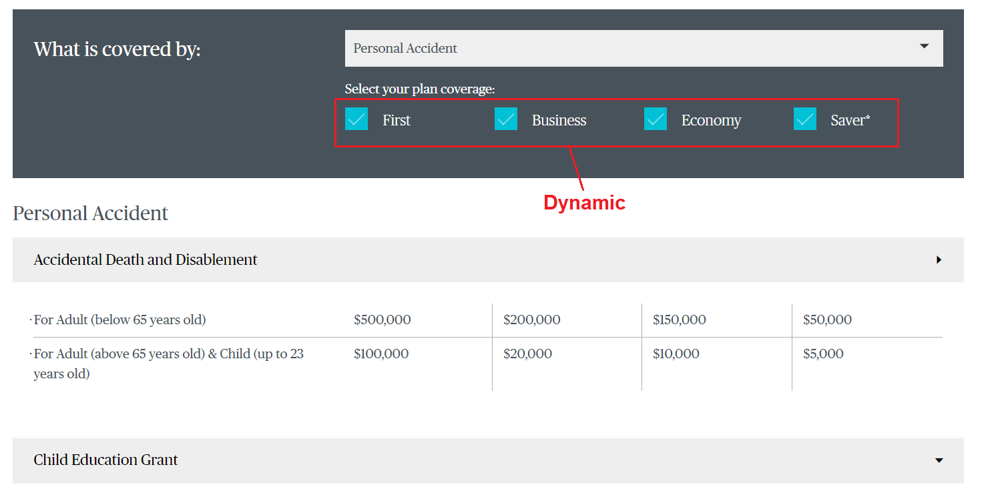 What is covered by:
Personal Accident
Select your plan coverage:
First Business Economy Saver*
Dynamic
Personal Accident
Accidental Death and Disablement
·For Adult (below 65 years old) $500,000 $200,000 $150,000 $50,000
·For Adult (above 65 years old) & Child (up to 23 $100,000 $20,000 $10,000 $5,000
years old)
Child Education Grant